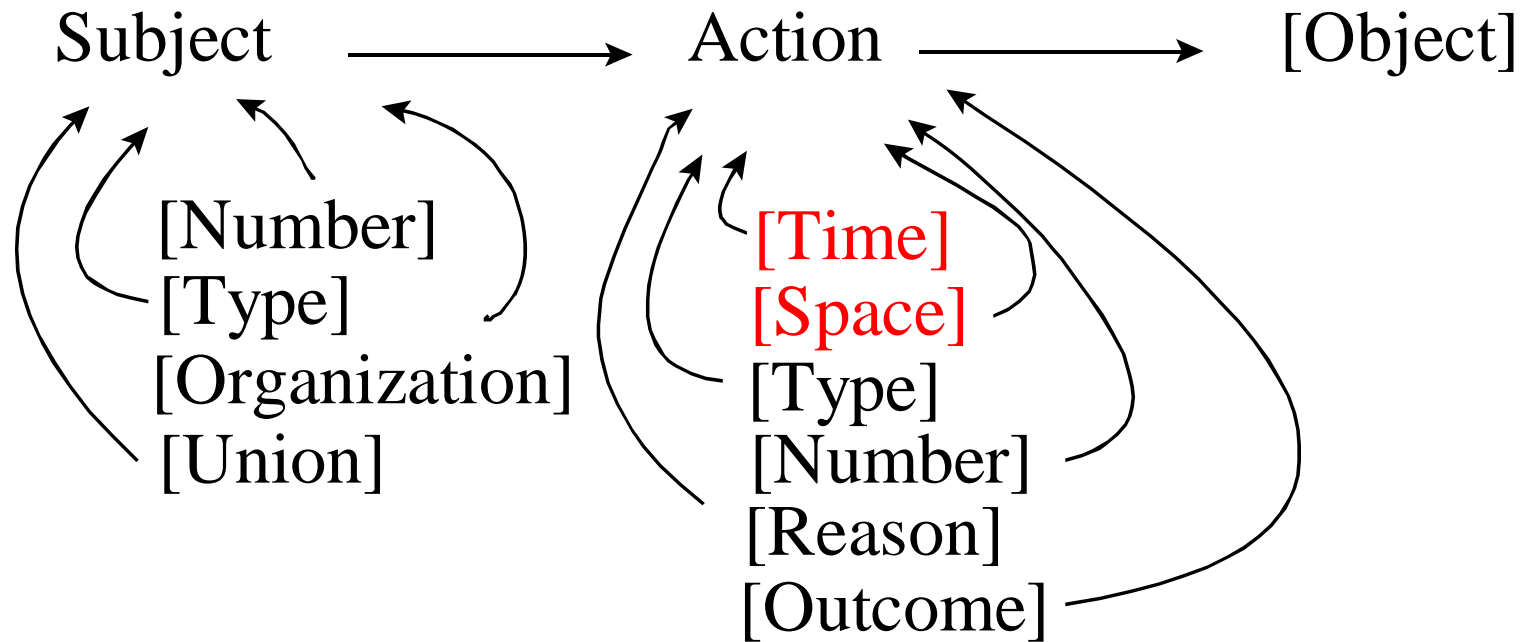 Subject Action [Object]
[Number]
[Type]
[Organization]
[Union]
[Time]
[Space]
[Type]
[Number]
[Reason]
[Outcome]